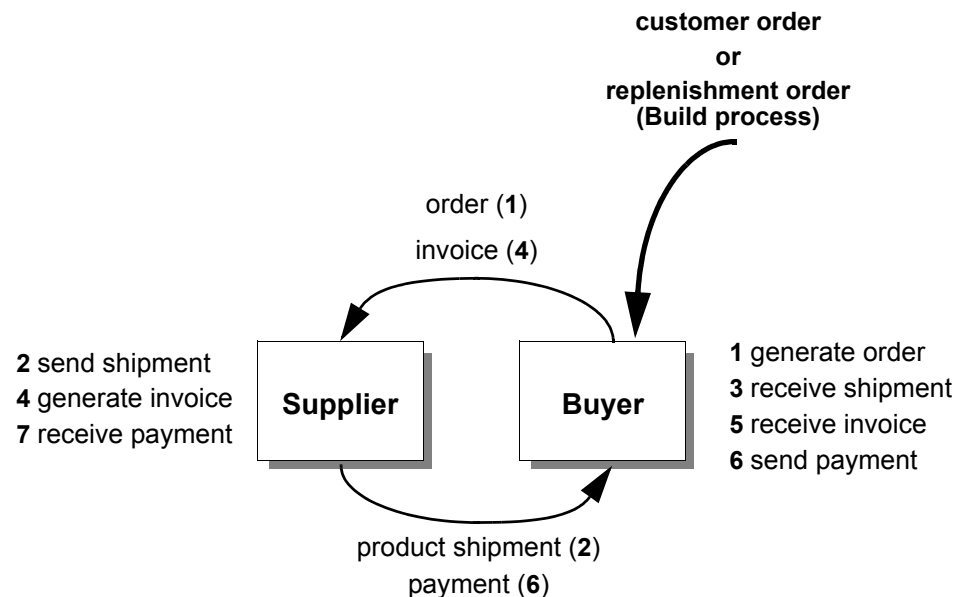 customer order
or
replenishment order
(Build process)
order (1)
invoice (4)
2 send shipment
4 generate invoice
7 receive payment
Supplier
Buyer
1 generate order
3 receive shipment
5 receive invoice
6 send payment
product shipment (2)
payment (6)